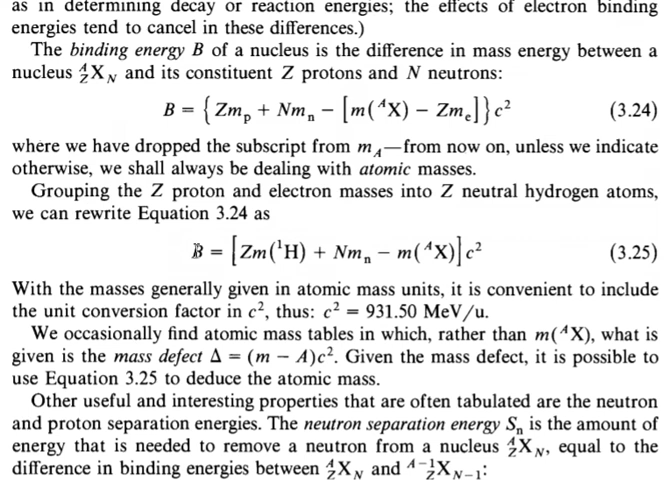 as in determining decay or reaction energies; the effects of electron binding
energies tend to cancel in these differences.)
The binding energy B of a nucleus is the difference in mass energy between a
nucleus ᴬ_ZX_N and its constituent Z protons and N neutrons:
B = {Zm_p + Nm_n − [m(ᴬX) − Zm_e]}c² (3.24)
where we have dropped the subscript from m_A—from now on, unless we indicate
otherwise, we shall always be dealing with atomic masses.
Grouping the Z proton and electron masses into Z neutral hydrogen atoms,
we can rewrite Equation 3.24 as
B = [Zm(¹H) + Nm_n − m(ᴬX)]c² (3.25)
With the masses generally given in atomic mass units, it is convenient to include
the unit conversion factor in c², thus: c² = 931.50 MeV/u.
We occasionally find atomic mass tables in which, rather than m(ᴬX), what is
given is the mass defect Δ = (m − A)c². Given the mass defect, it is possible to
use Equation 3.25 to deduce the atomic mass.
Other useful and interesting properties that are often tabulated are the neutron
and proton separation energies. The neutron separation energy S_n is the amount of
energy that is needed to remove a neutron from a nucleus ᴬ_ZX_N, equal to the
difference in binding energies between ᴬ_ZX_N and ᴬ⁻¹_ZX_N−1: